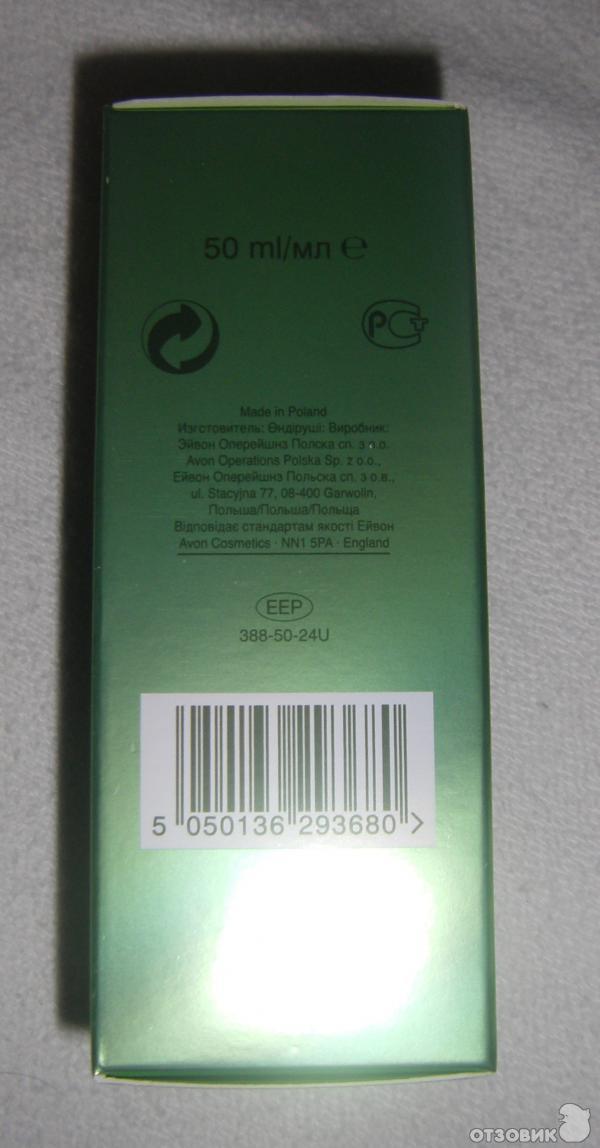 50 ml/мл ℮
PCT
Made in Poland
Изготовитель: Өндіруші: Виробник:
Эйвон Оперейшнз Полска сп. з о.о.
Avon Operations Polska Sp. z o.o.,
Ейвон Оперейшнз Польска сп. з о.в.,
ul. Stacyjna 77, 08-400 Garwolin,
Польша/Польша/Польща
Відповідає стандартам якості Ейвон
Avon Cosmetics · NN1 5PA · England
EEP
388-50-24U
5 050136 293680 >
ОТЗОВИК